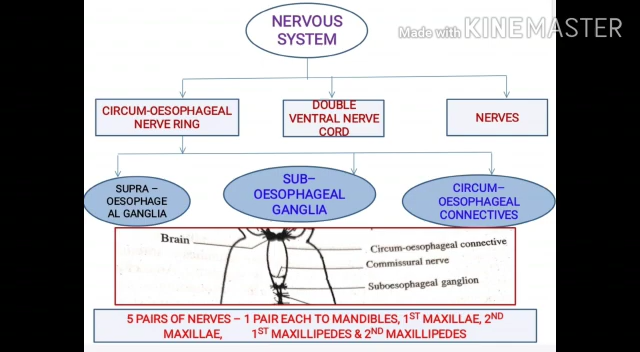 NERVOUS
SYSTEM
Made with KINEMASTER
CIRCUM-OESOPHAGEAL
NERVE RING
DOUBLE
VENTRAL NERVE
CORD
NERVES
SUPRA –
OESOPHAGE
AL GANGLIA
SUB–
OESOPHAGEAL
GANGLIA
CIRCUM–
OESOPHAGEAL
CONNECTIVES
Brain
Circum-oesophageal connective
Commissural nerve
Suboesophageal ganglion
5 PAIRS OF NERVES – 1 PAIR EACH TO MANDIBLES, 1ST MAXILLAE, 2ND
MAXILLAE, 1ST MAXILLIPEDES & 2ND MAXILLIPEDES